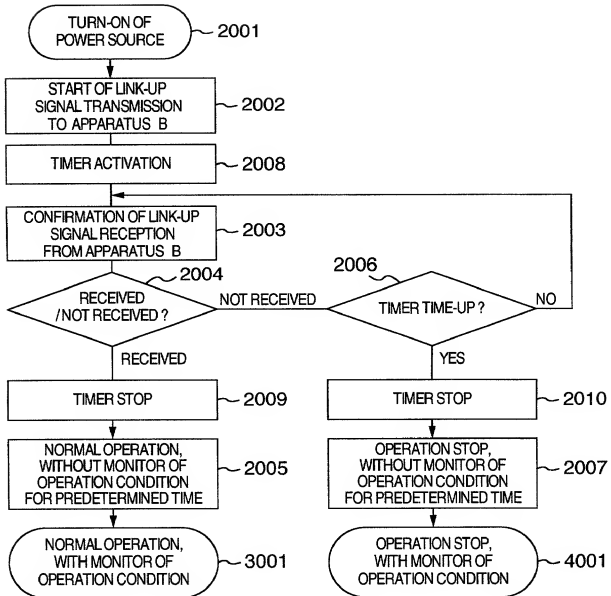 TURN-ON OF
POWER SOURCE
2001
START OF LINK-UP
SIGNAL TRANSMISSION
TO APPARATUS B
2002
TIMER ACTIVATION
2008
CONFIRMATION OF LINK-UP
SIGNAL RECEPTION
FROM APPARATUS B
2003
2004
RECEIVED
/NOT RECEIVED ?
NOT RECEIVED
2006
TIMER TIME-UP ?
NO
RECEIVED
YES
TIMER STOP
2009
TIMER STOP
2010
NORMAL OPERATION,
WITHOUT MONITOR OF
OPERATION CONDITION
FOR PREDETERMINED TIME
2005
OPERATION STOP,
WITHOUT MONITOR OF
OPERATION CONDITION
FOR PREDETERMINED TIME
2007
NORMAL OPERATION,
WITH MONITOR OF
OPERATION CONDITION
3001
OPERATION STOP,
WITH MONITOR OF
OPERATION CONDITION
4001